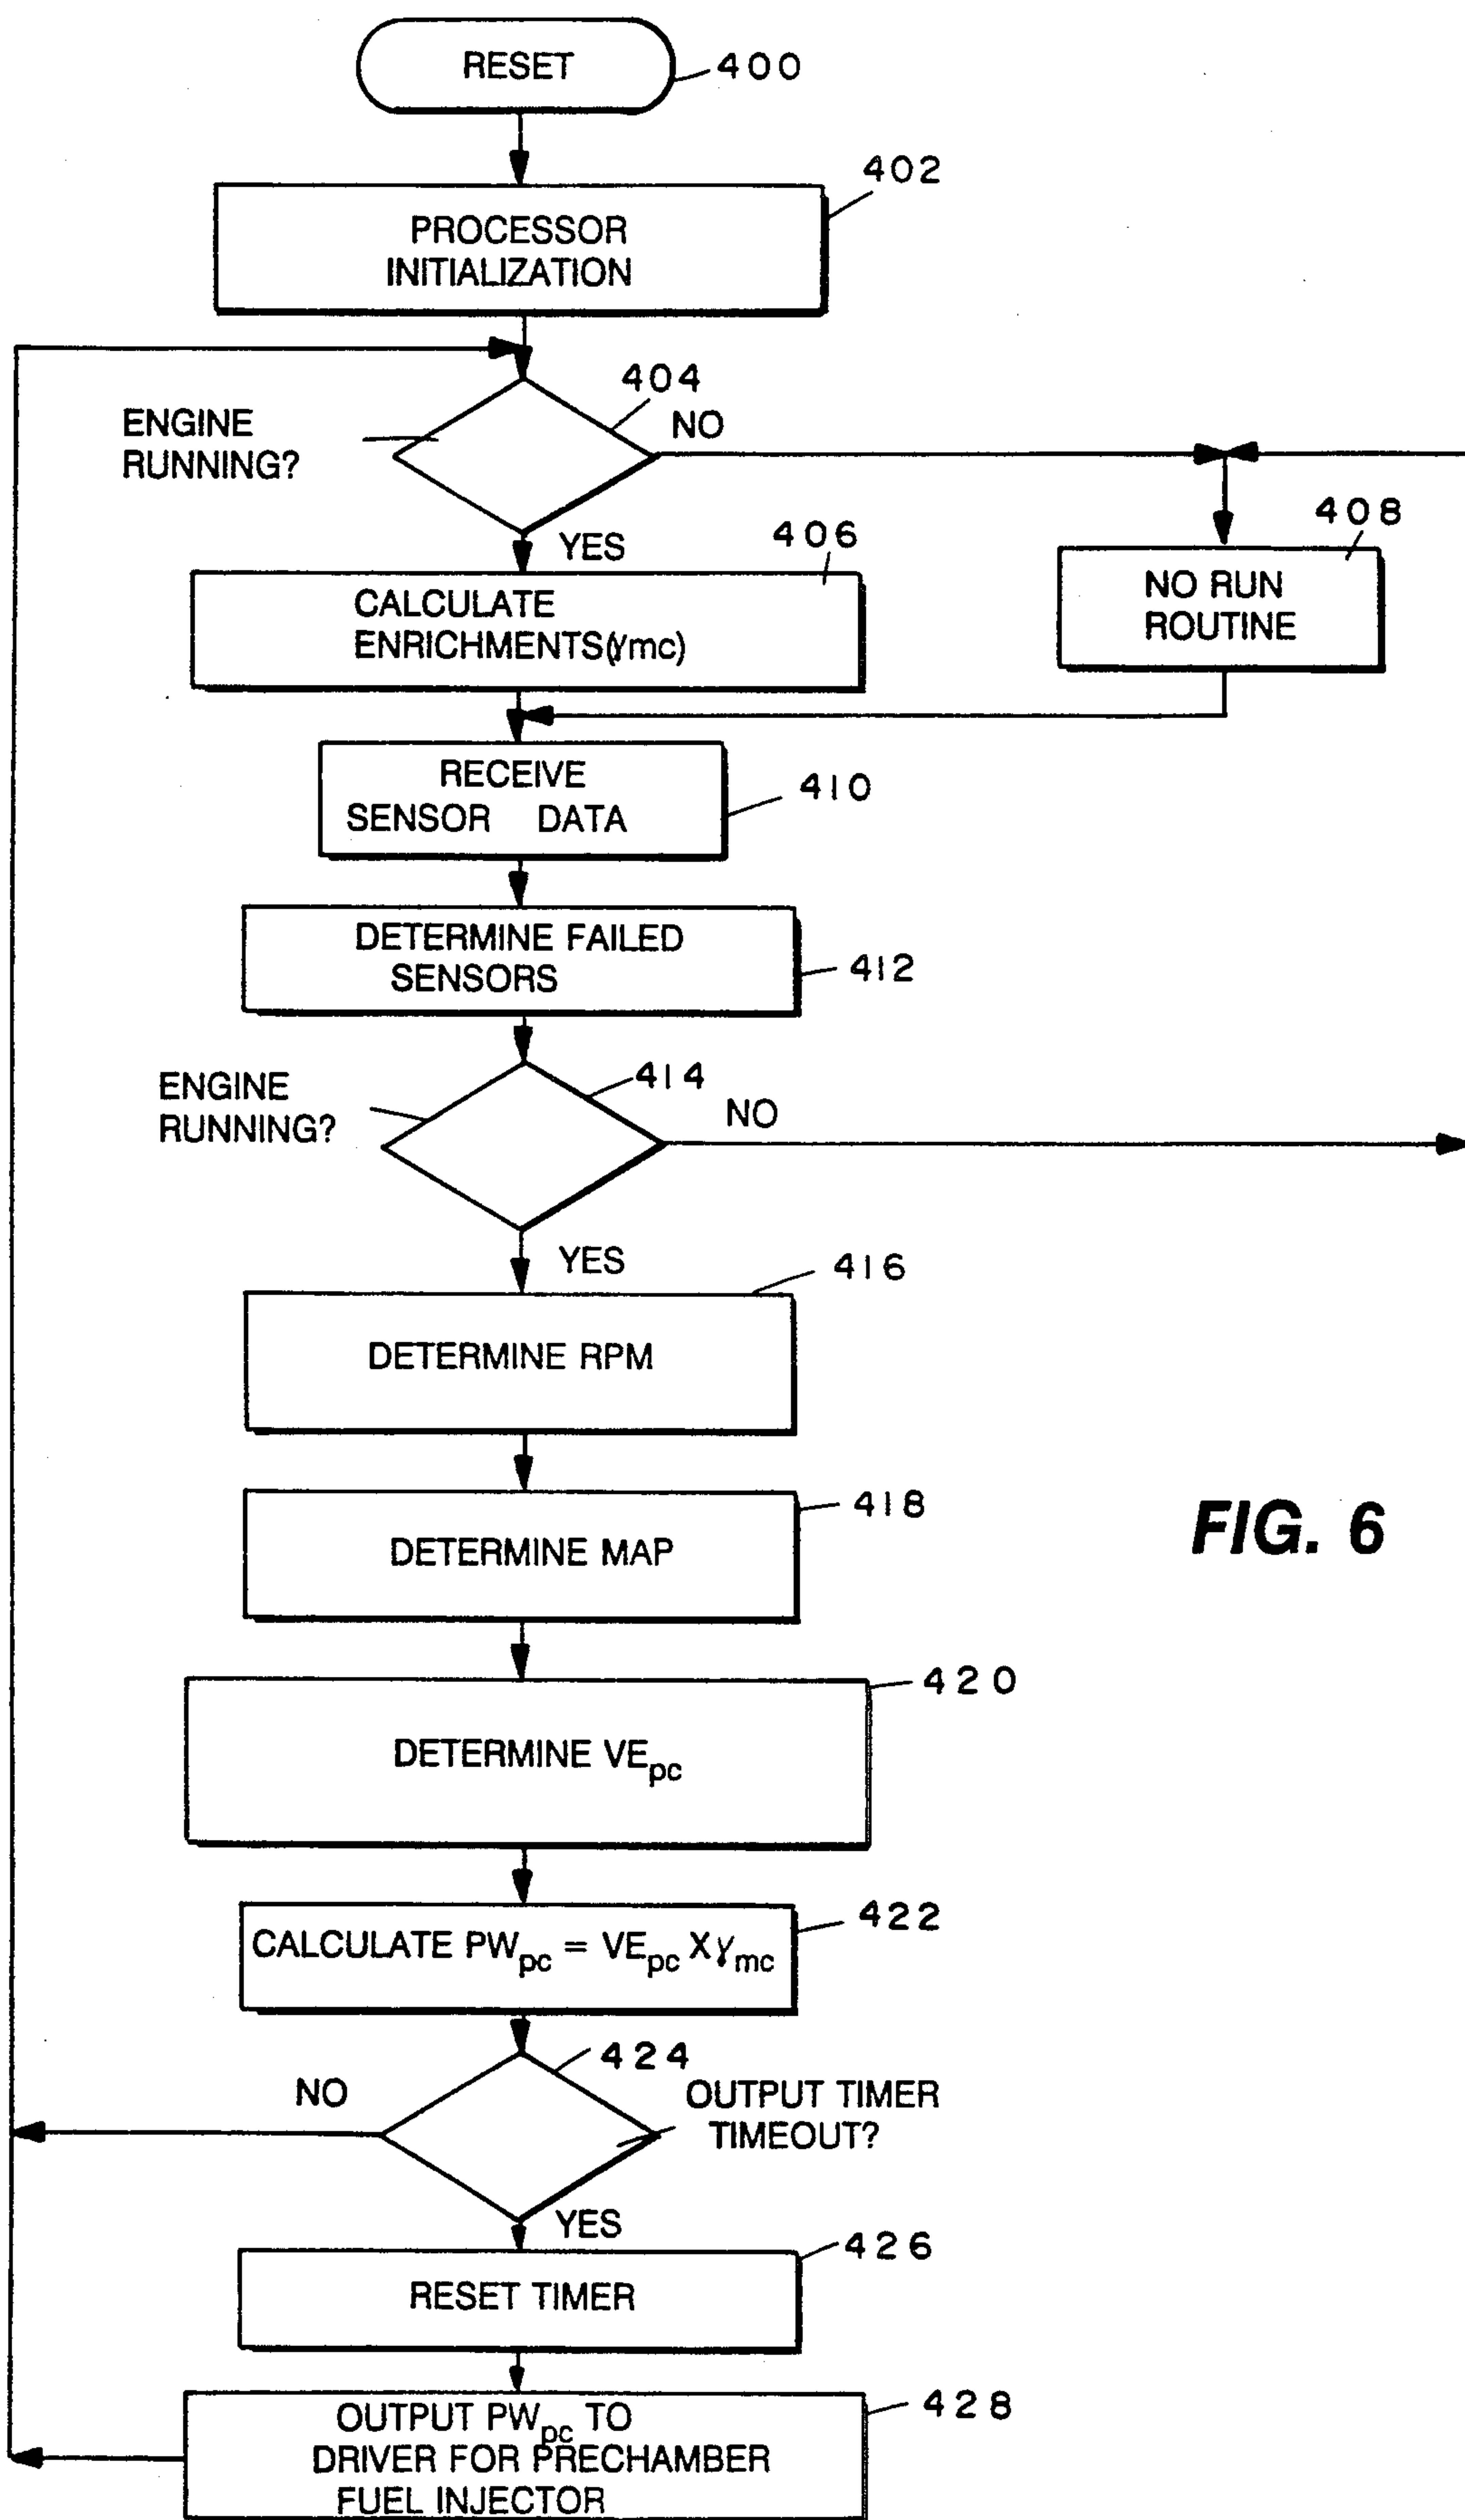 RESET
400
402
PROCESSOR
INITIALIZATION
404
ENGINE
RUNNING?
NO
YES
406
408
CALCULATE
ENRICHMENTS(γmc)
NO RUN
ROUTINE
RECEIVE
SENSOR DATA
410
DETERMINE FAILED
SENSORS
412
ENGINE
RUNNING?
414
NO
YES
416
DETERMINE RPM
418
DETERMINE MAP
FIG. 6
420
DETERMINE VEpc
422
CALCULATE PWpc = VEpc Xγmc
424
NO
OUTPUT TIMER
TIMEOUT?
YES
426
RESET TIMER
428
OUTPUT PWpc TO
DRIVER FOR PRECHAMBER
FUEL INJECTOR